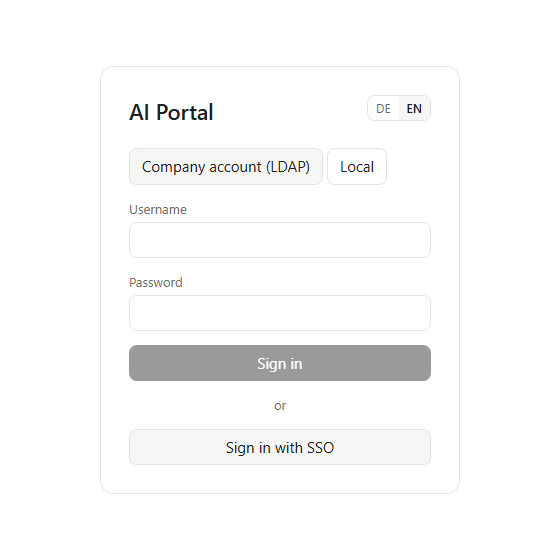 AI Portal
DE EN
Company account (LDAP) Local
Username
Password
Sign in
or
Sign in with SSO